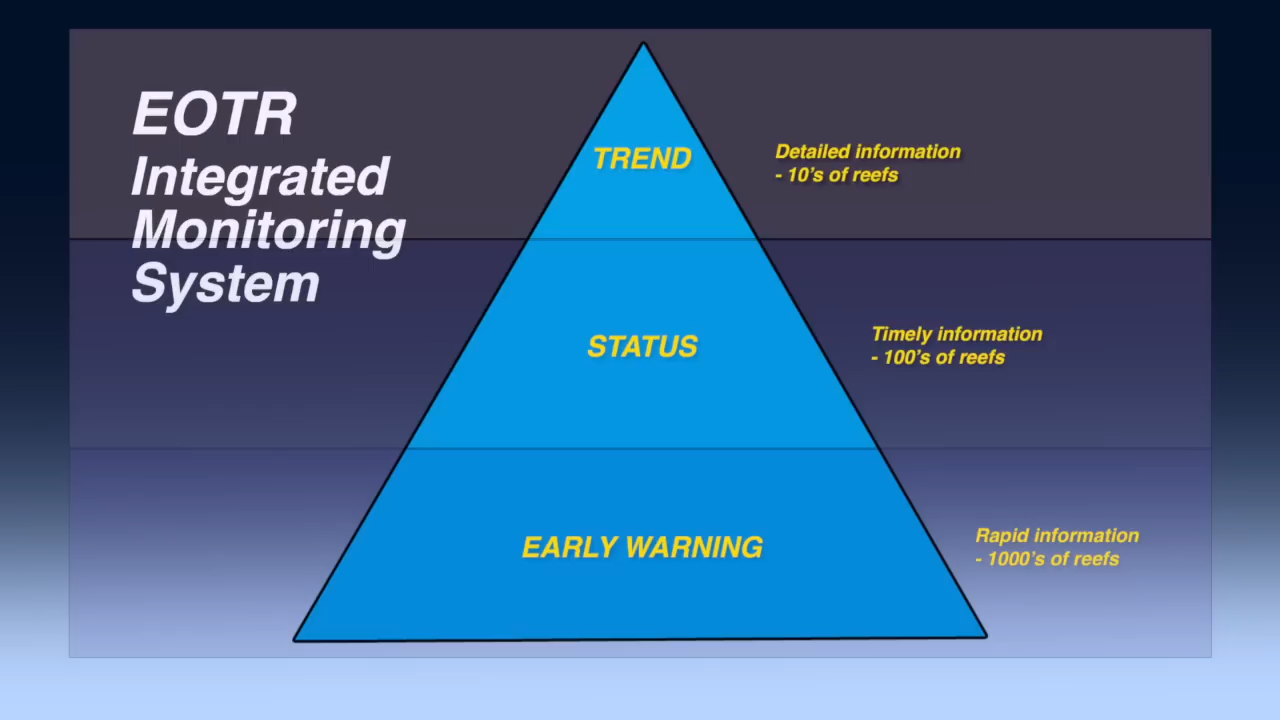 EOTR
Integrated
Monitoring
System
TREND
Detailed information
- 10's of reefs
STATUS
Timely information
- 100's of reefs
EARLY WARNING
Rapid information
- 1000's of reefs